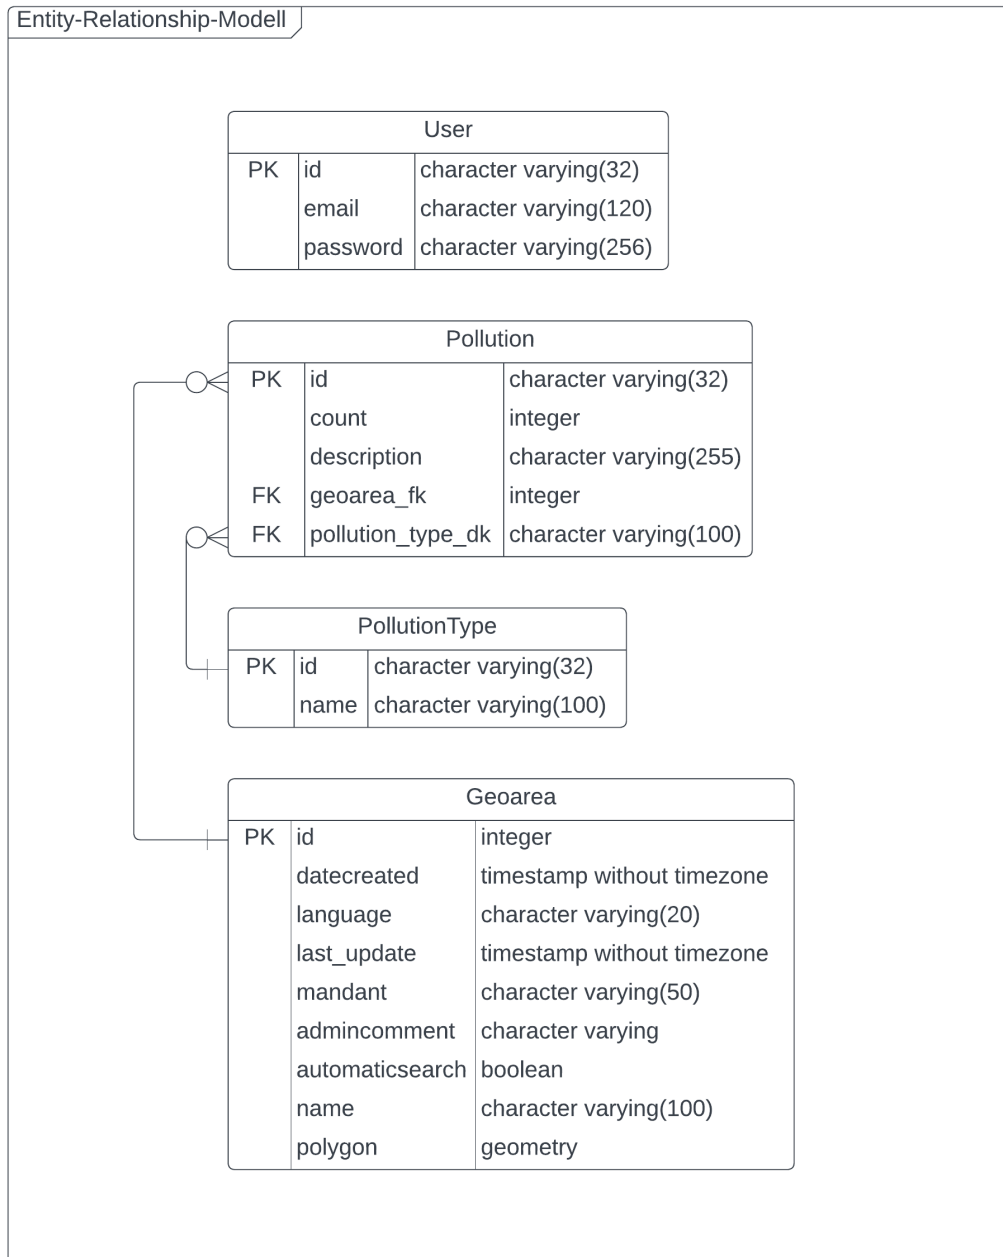 Entity-Relationship-Modell
User
PK id character varying(32)
email character varying(120)
password character varying(256)
Pollution
PK id character varying(32)
count integer
description character varying(255)
FK geoarea_fk integer
FK pollution_type_dk character varying(100)
PollutionType
PK id character varying(32)
name character varying(100)
Geoarea
PK id integer
datecreated timestamp without timezone
language character varying(20)
last_update timestamp without timezone
mandant character varying(50)
admincomment character varying
automaticsearch boolean
name character varying(100)
polygon geometry